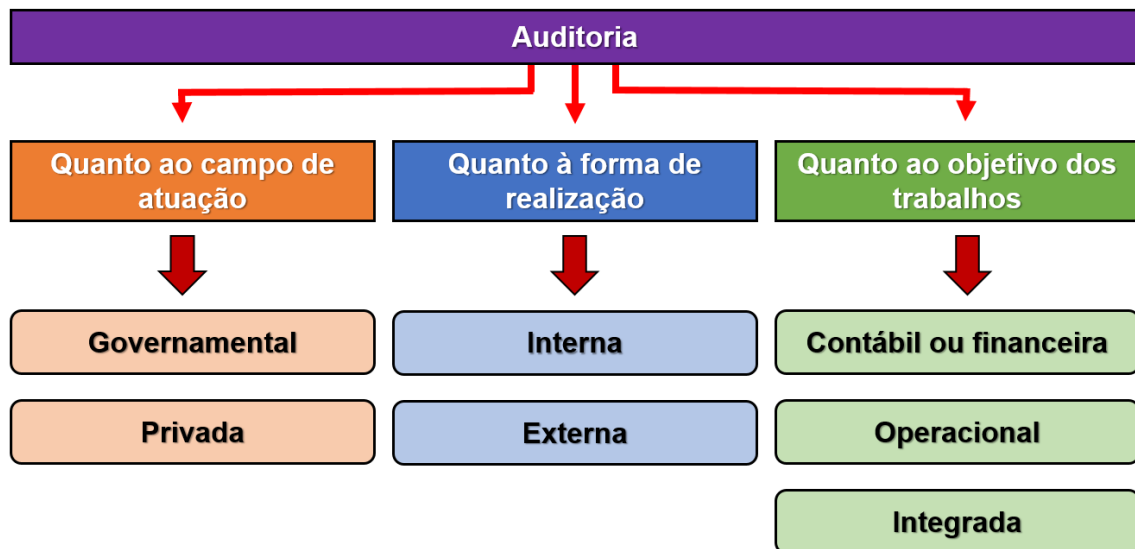 Auditoria
Quanto ao campo de
atuação
Quanto à forma de
realização
Quanto ao objetivo dos
trabalhos
Governamental
Interna
Contábil ou financeira
Privada
Externa
Operacional
Integrada